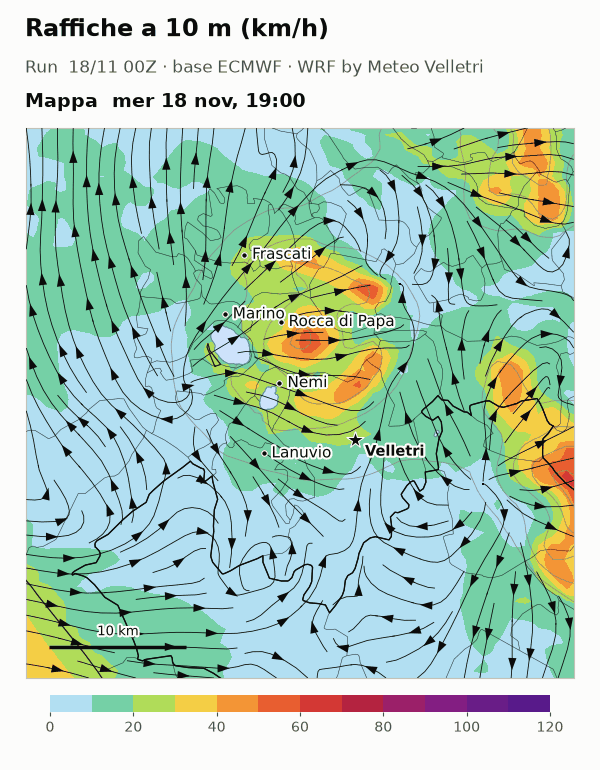 Raffiche a 10 m (km/h)
Run  18/11 00Z · base ECMWF · WRF by Meteo Velletri
Mappa  mer 18 nov, 19:00
Frascati
Marino
Rocca di Papa
Nemi
Velletri
Lanuvio
10 km
0 20 40 60 80 100 120